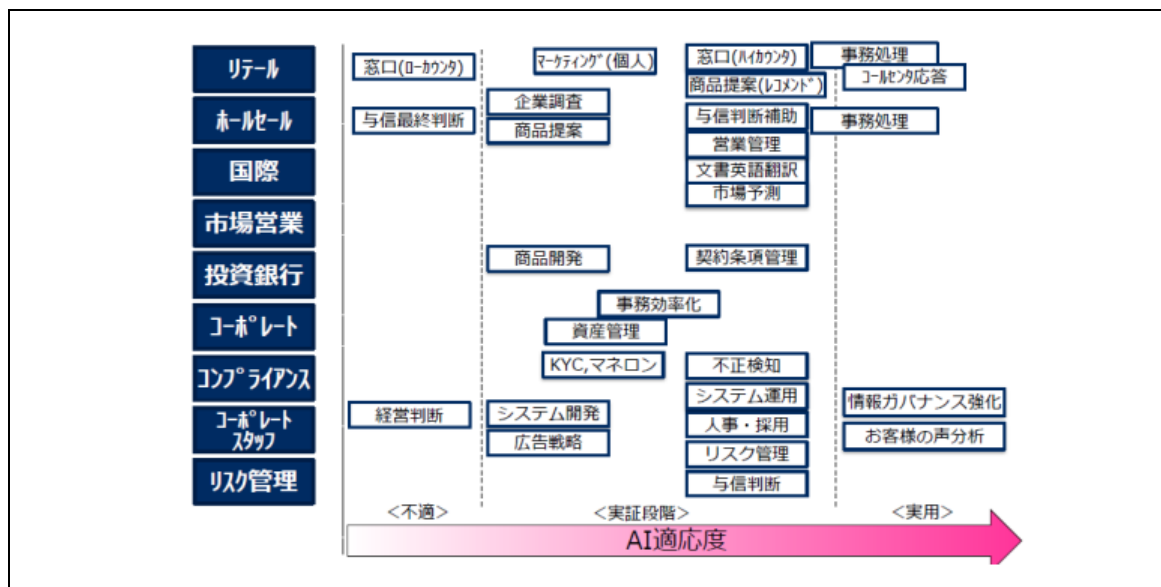 リテール
窓口(ローカウンタ)
マーケティング(個人)
窓口(ハイカウンタ)
事務処理
商品提案(レコメンド)
コールセンタ応答
ホールセール
与信最終判断
企業調査
商品提案
与信判断補助
事務処理
営業管理
国際
文書英語翻訳
市場予測
市場営業
投資銀行
商品開発
契約条項管理
コーポレート
事務効率化
資産管理
コンプライアンス
KYC,マネロン
不正検知
システム運用
コーポレート
スタッフ
経営判断
システム開発
広告戦略
人事・採用
情報ガバナンス強化
お客様の声分析
リスク管理
リスク管理
与信判断
<不適>
<実証段階>
<実用>
AI適応度